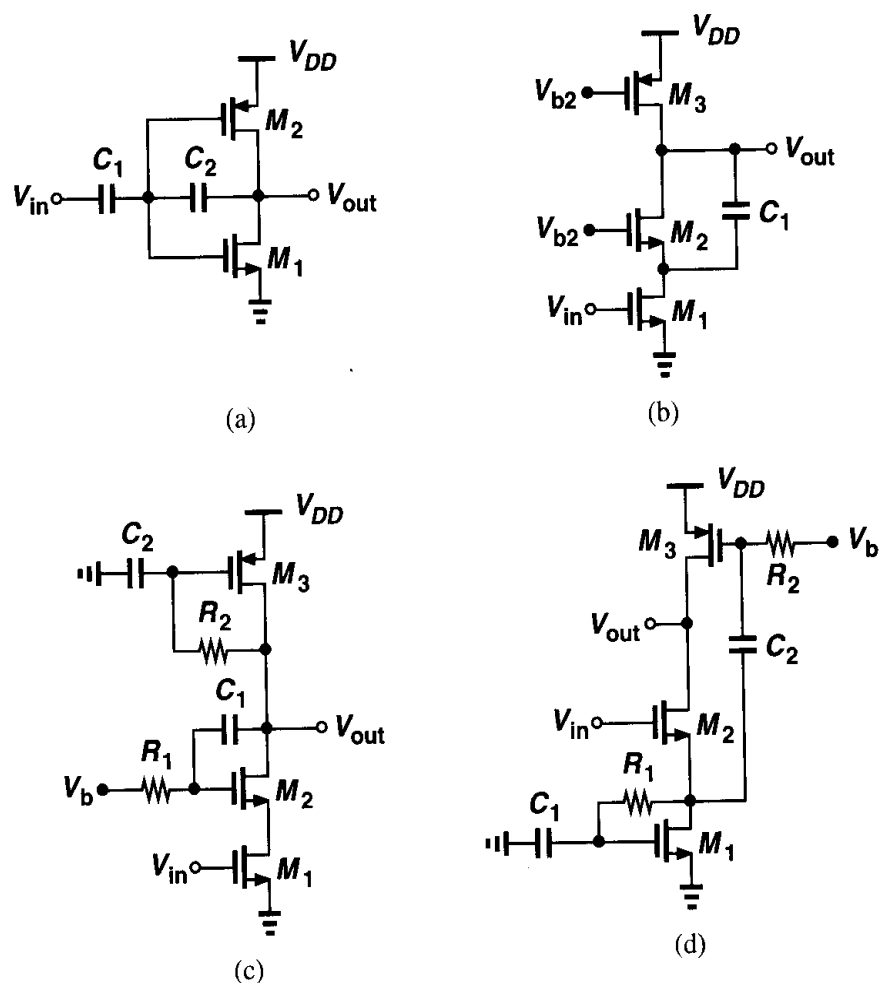 V_DD
M_2
C_1
C_2
V_in
V_out
M_1
(a)
V_DD
V_b2
M_3
V_out
C_1
V_b2
M_2
V_in
M_1
(b)
V_DD
C_2
M_3
R_2
C_1
V_out
R_1
V_b
M_2
V_in
M_1
(c)
V_DD
M_3
V_b
R_2
V_out
C_2
V_in
M_2
R_1
C_1
M_1
(d)